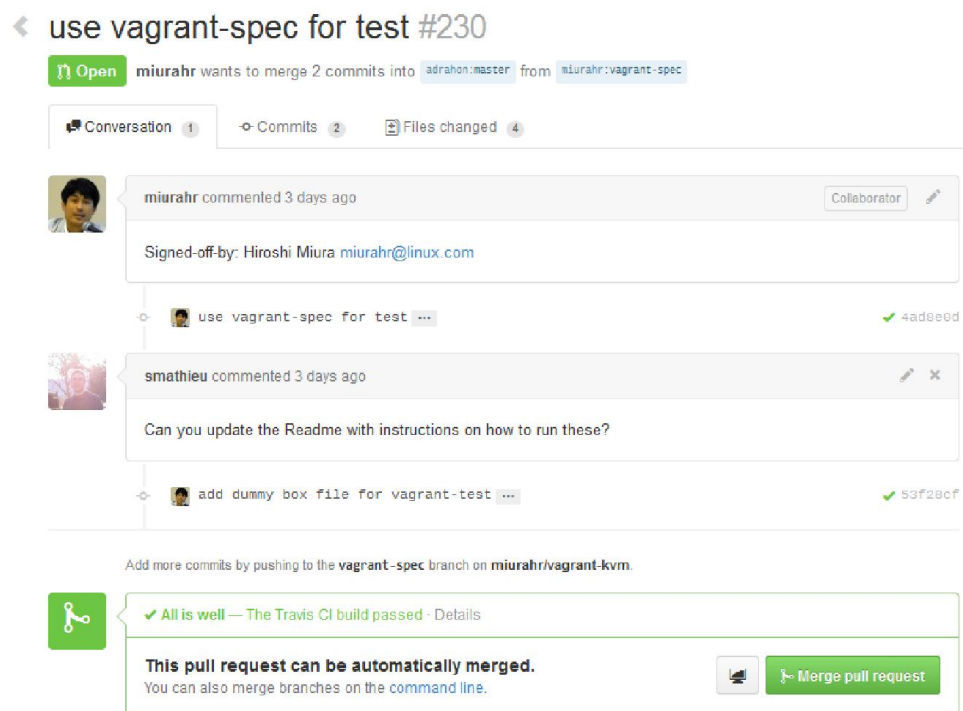 use vagrant-spec for test #230
Open miurahr wants to merge 2 commits into adrahon:master from miurahr:vagrant-spec
Conversation 1 Commits 2 Files changed 4
miurahr commented 3 days ago Collaborator
Signed-off-by: Hiroshi Miura miurahr@linux.com
use vagrant-spec for test ... 4ad8e0d
smathieu commented 3 days ago
Can you update the Readme with instructions on how to run these?
add dummy box file for vagrant-test ... 53f28cf
Add more commits by pushing to the vagrant-spec branch on miurahr/vagrant-kvm.
All is well — The Travis CI build passed · Details
This pull request can be automatically merged.
You can also merge branches on the command line.
Merge pull request